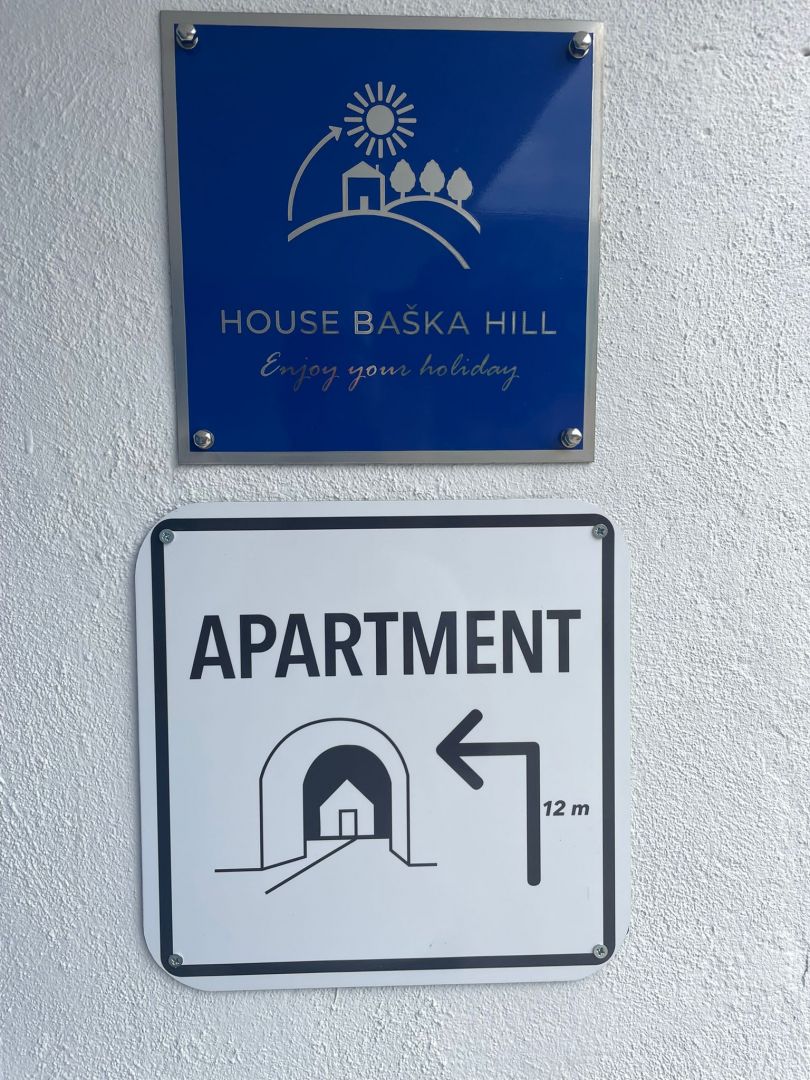 HOUSE BAŠKA HILL
Enjoy your holiday
APARTMENT
12 m